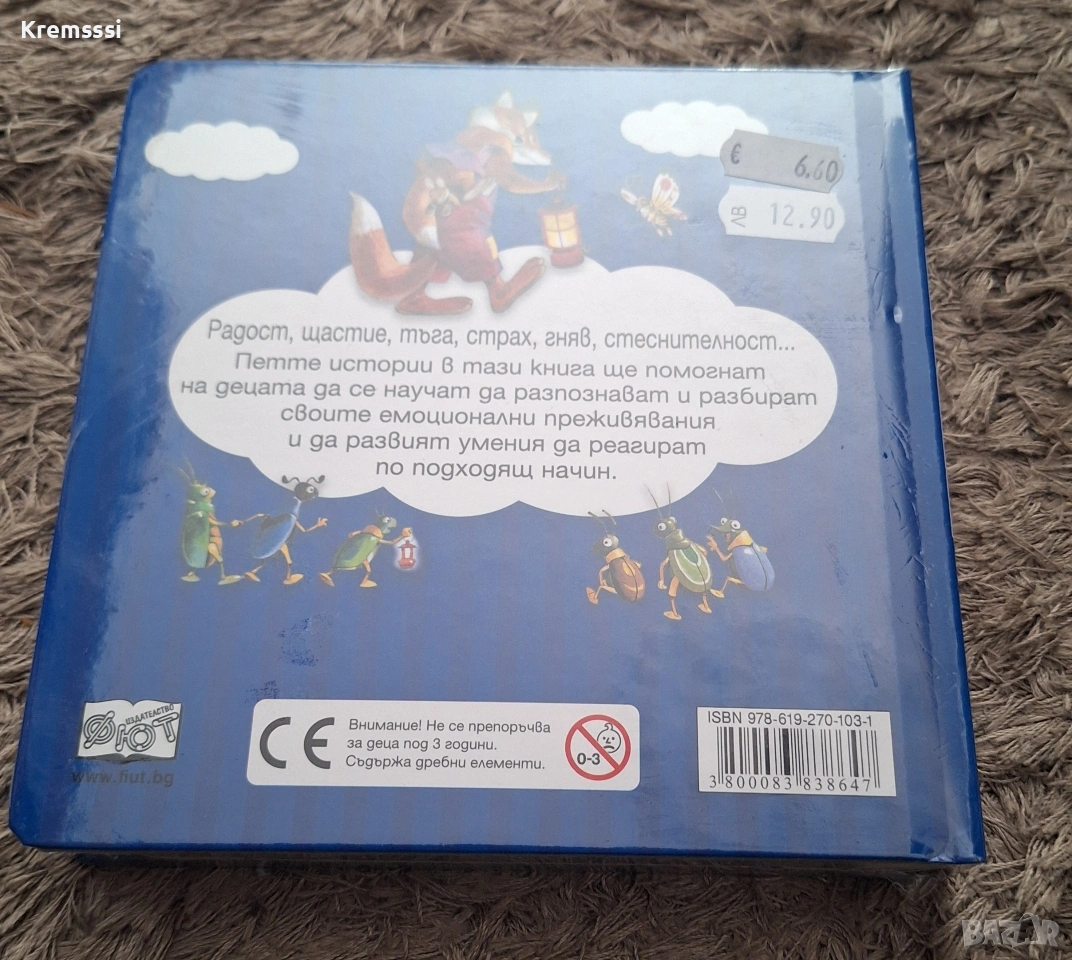 Kremsssi
€ 6.60
ЛВ 12.90
Радост, щастие, тъга, страх, гняв, стеснителност...
Петте истории в тази книга ще помогнат
на децата да се научат да разпознават и разбират
своите емоционални преживявания
и да развият умения да реагират
по подходящ начин.
ИЗДАТЕЛСТВО
ФЮТ
www.fiut.bg
CE
Внимание! Не се препоръчва
за деца под 3 години.
Съдържа дребни елементи.
0-3
ISBN 978-619-270-103-1
3 800083 838647
BAZAR